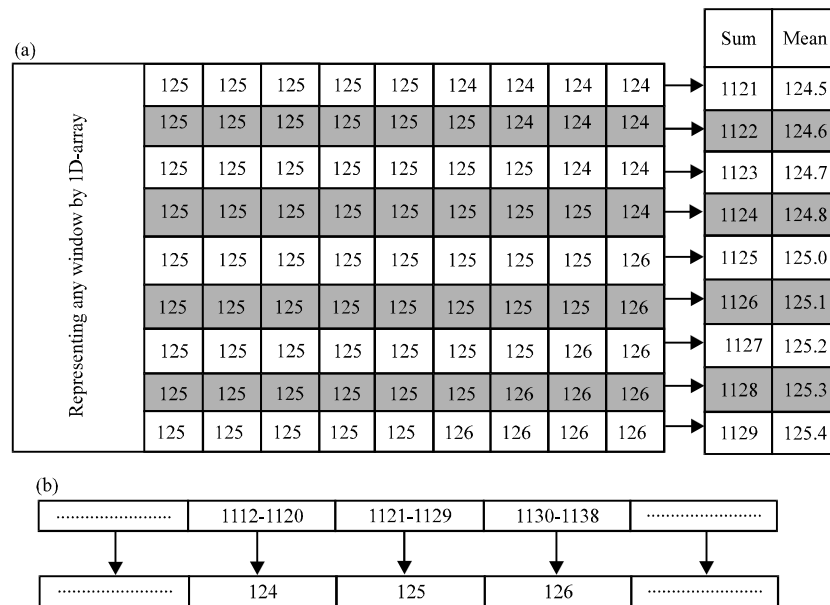 (a)
Sum Mean
Representing any window by 1D-array
125 125 125 125 125 124 124 124 124 1121 124.5
125 125 125 125 125 125 124 124 124 1122 124.6
125 125 125 125 125 125 125 124 124 1123 124.7
125 125 125 125 125 125 125 125 124 1124 124.8
125 125 125 125 125 125 125 125 126 1125 125.0
125 125 125 125 125 125 125 125 126 1126 125.1
125 125 125 125 125 125 125 126 126 1127 125.2
125 125 125 125 125 125 126 126 126 1128 125.3
125 125 125 125 125 126 126 126 126 1129 125.4
(b)
........................ 1112-1120 1121-1129 1130-1138 ........................
........................ 124 125 126 ........................